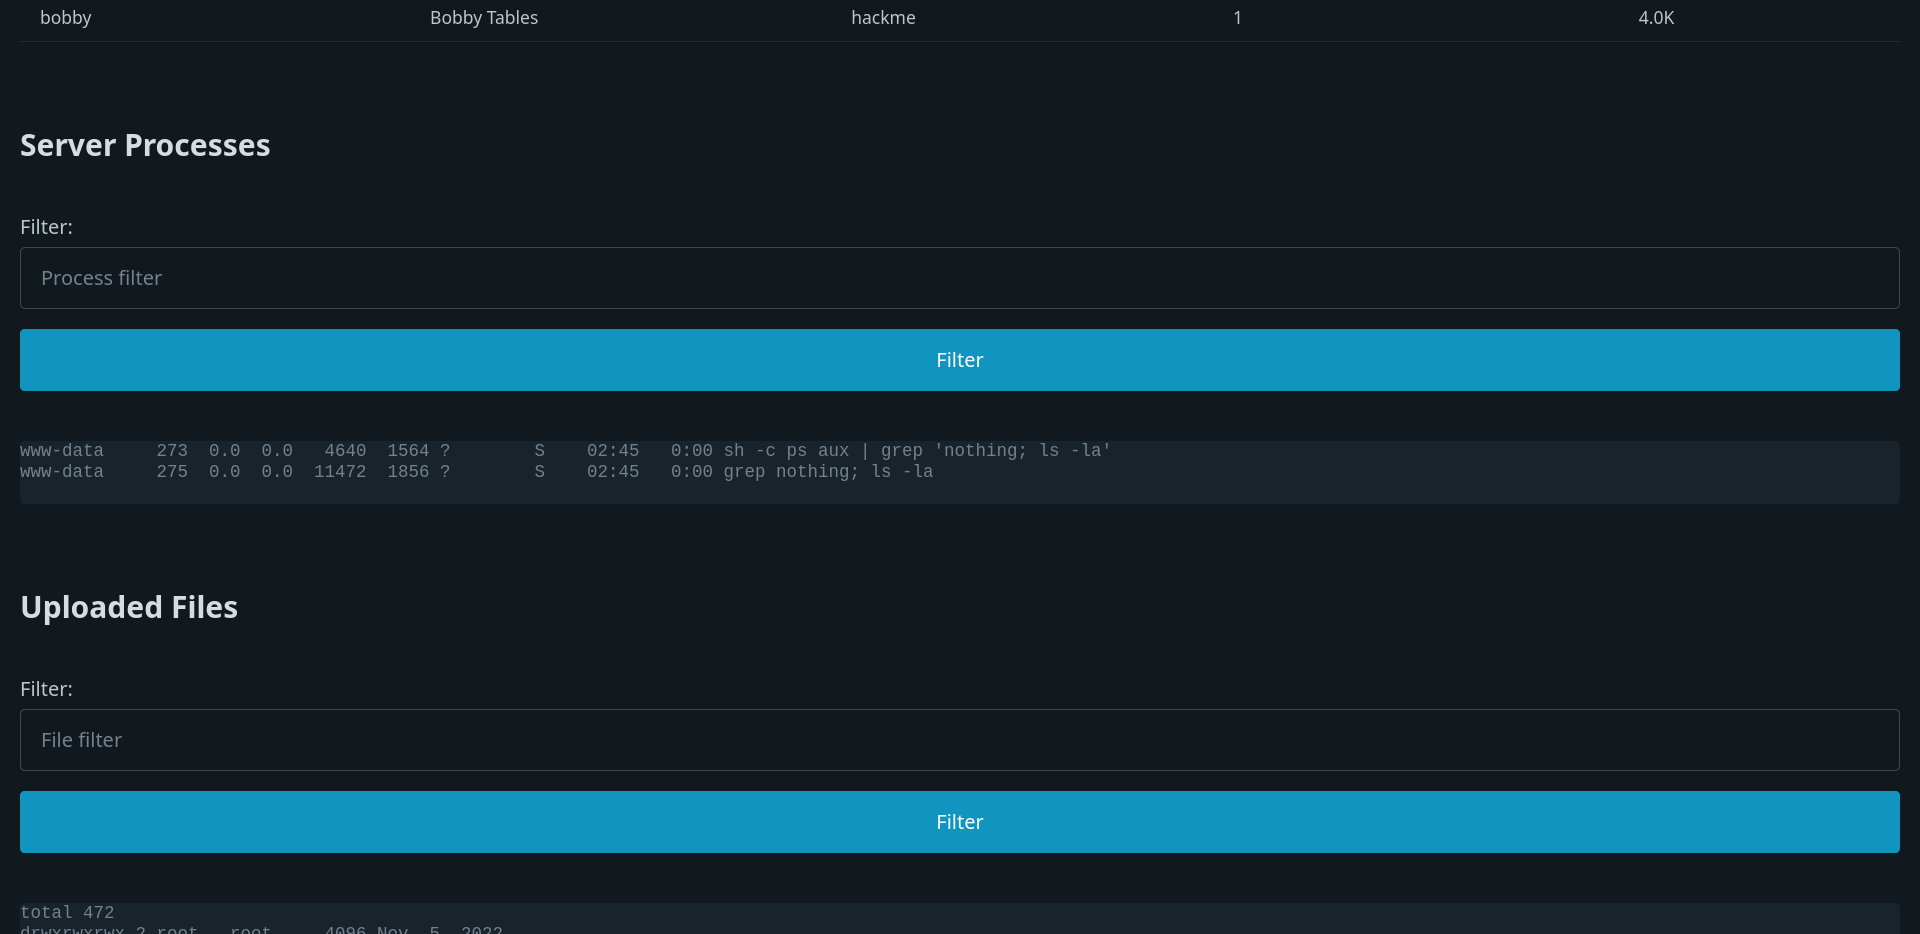 bobby Bobby Tables hackme 1 4.0K
Server Processes
Filter:
Process filter
Filter
www-data     273  0.0  0.0   4640  1564 ?        S    02:45   0:00 sh -c ps aux | grep 'nothing; ls -la'
www-data     275  0.0  0.0  11472  1856 ?        S    02:45   0:00 grep nothing; ls -la
Uploaded Files
Filter:
File filter
Filter
total 472
drwxrwxrwx 2 root   root     4096 Nov  5  2022